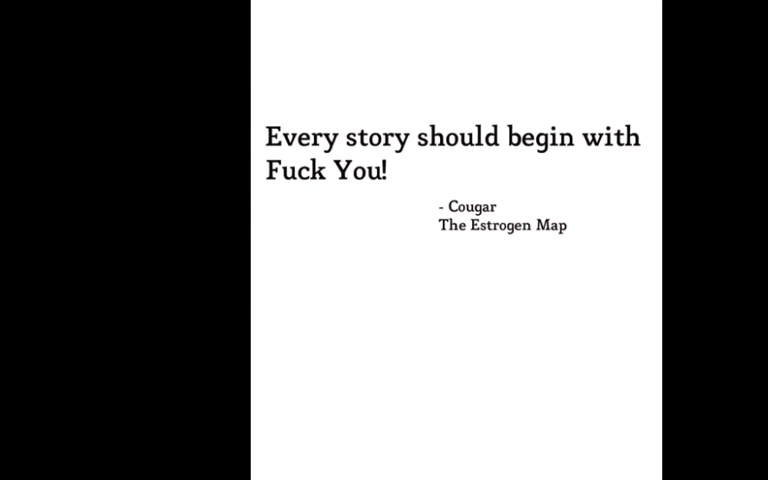 Every story should begin with
Fuck You!
- Cougar
The Estrogen Map